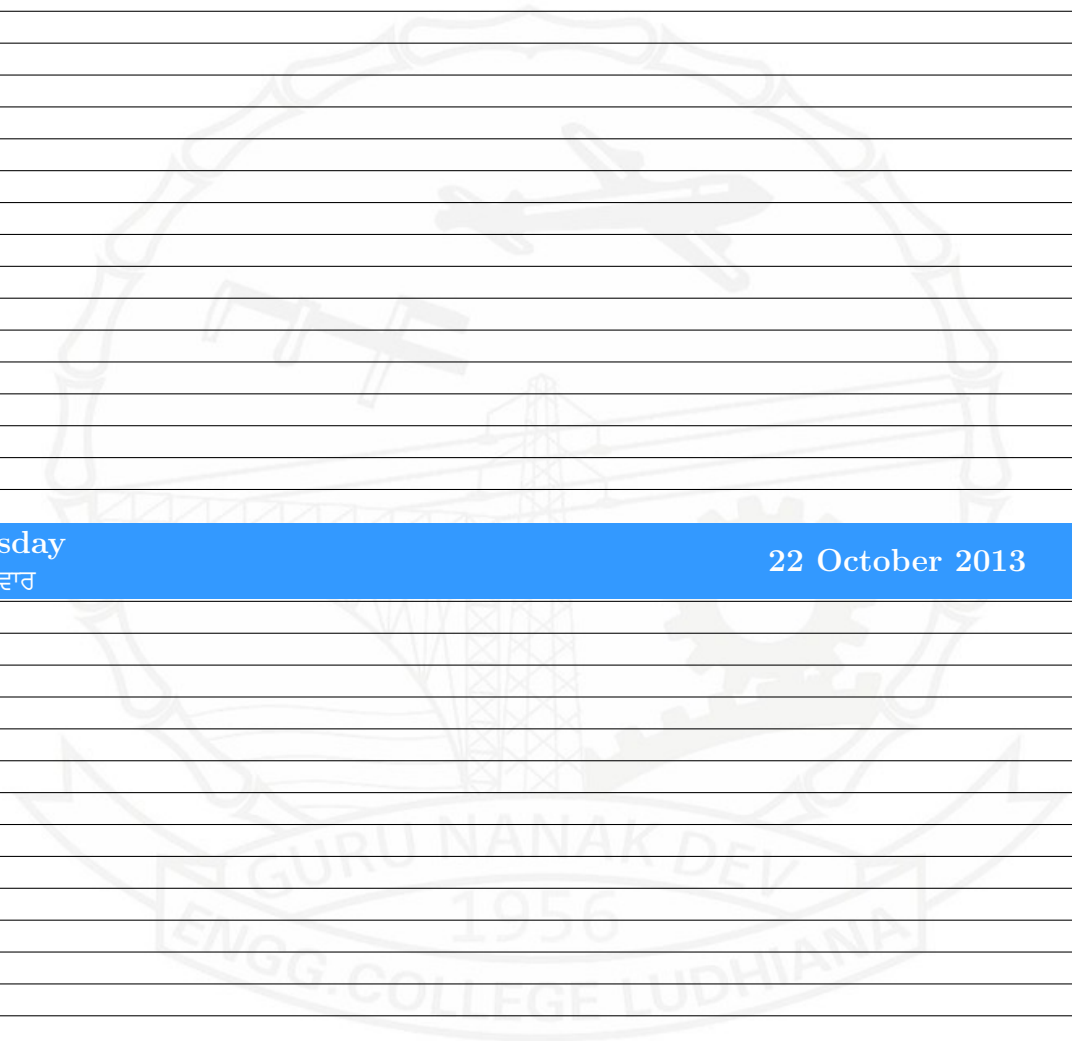 sday
ਵਾਰ
22 October 2013
GURU NANAK DEV
1956
ENGG. COLLEGE LUDHIANA